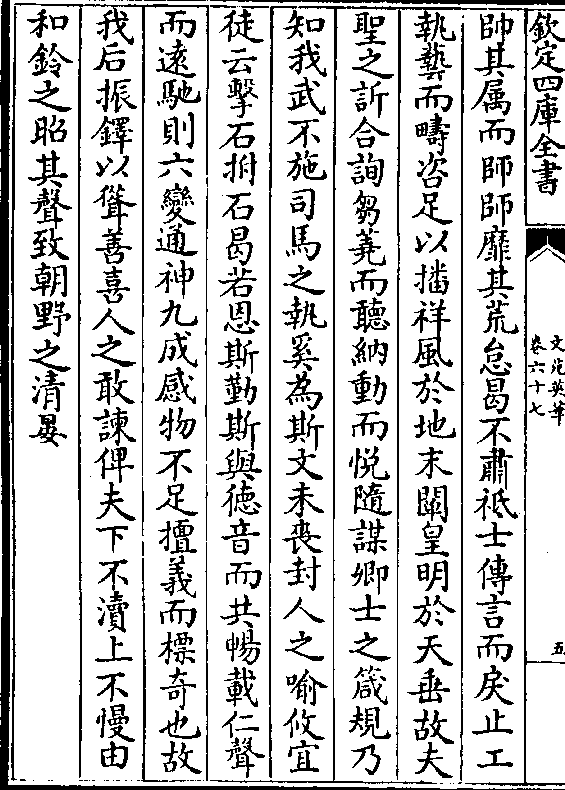 欽定四庫全書
文苑英華
卷六十七
五
帥其属而師師靡其荒怠曷不肅祗士傳言而戾止工
執藝而疇咨足以播祥風於地末闡皇明於天垂故夫
聖之訢合詢芻蕘而聽納動而悅隨謀卿士之箴規乃
知我武不施司馬之執奚為斯文未喪封人之喻攸宜
徒云擊石拊石曷若恩斯勤斯與徳音而共暢載仁聲
而遠馳則六變通神九成感物不足擅義而標奇也故
我后振鐸以聳善喜人之敢諫俾夫下不瀆上不慢由
和鈴之昭其聲致朝野之清晏